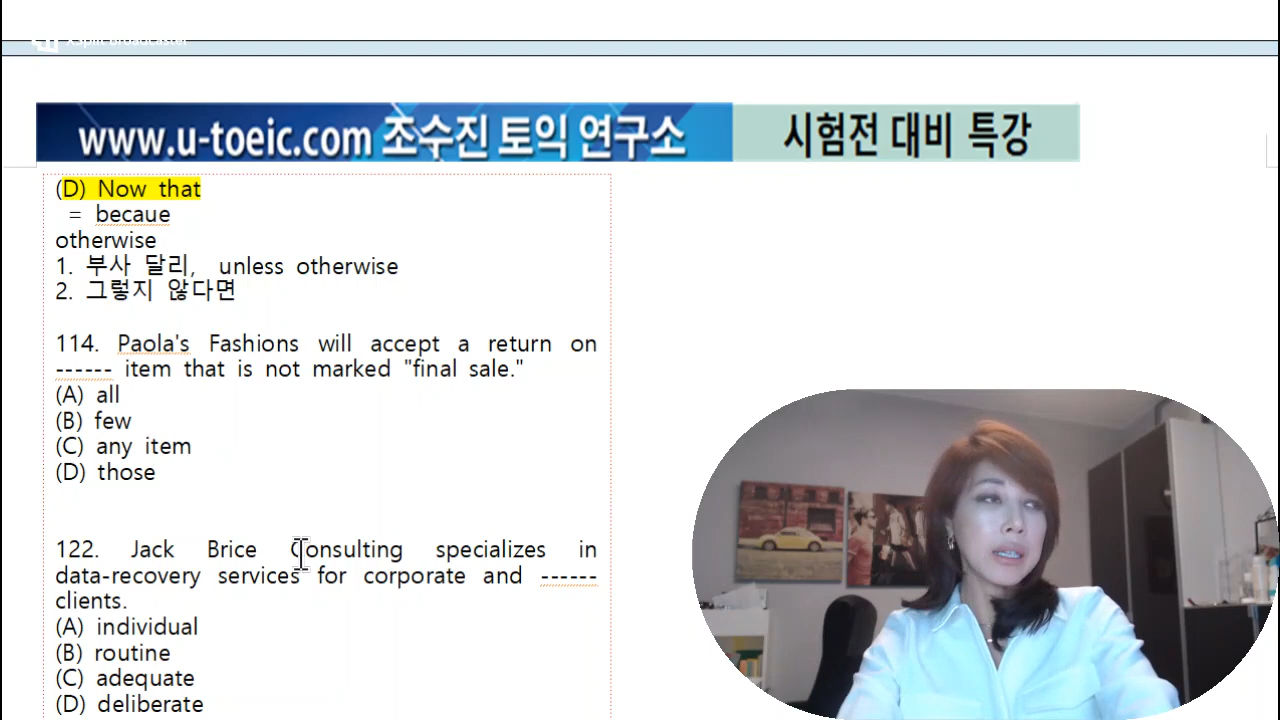 XSplit Broadcaster
www.u-toeic.com 조수진 토익 연구소 시험전 대비 특강
(D) Now that
= becaue
otherwise
1. 부사 달리, unless otherwise
2. 그렇지 않다면
114. Paola's Fashions will accept a return on
------ item that is not marked "final sale."
(A) all
(B) few
(C) any item
(D) those
122. Jack Brice Consulting specializes in
data-recovery services for corporate and ------
clients.
(A) individual
(B) routine
(C) adequate
(D) deliberate